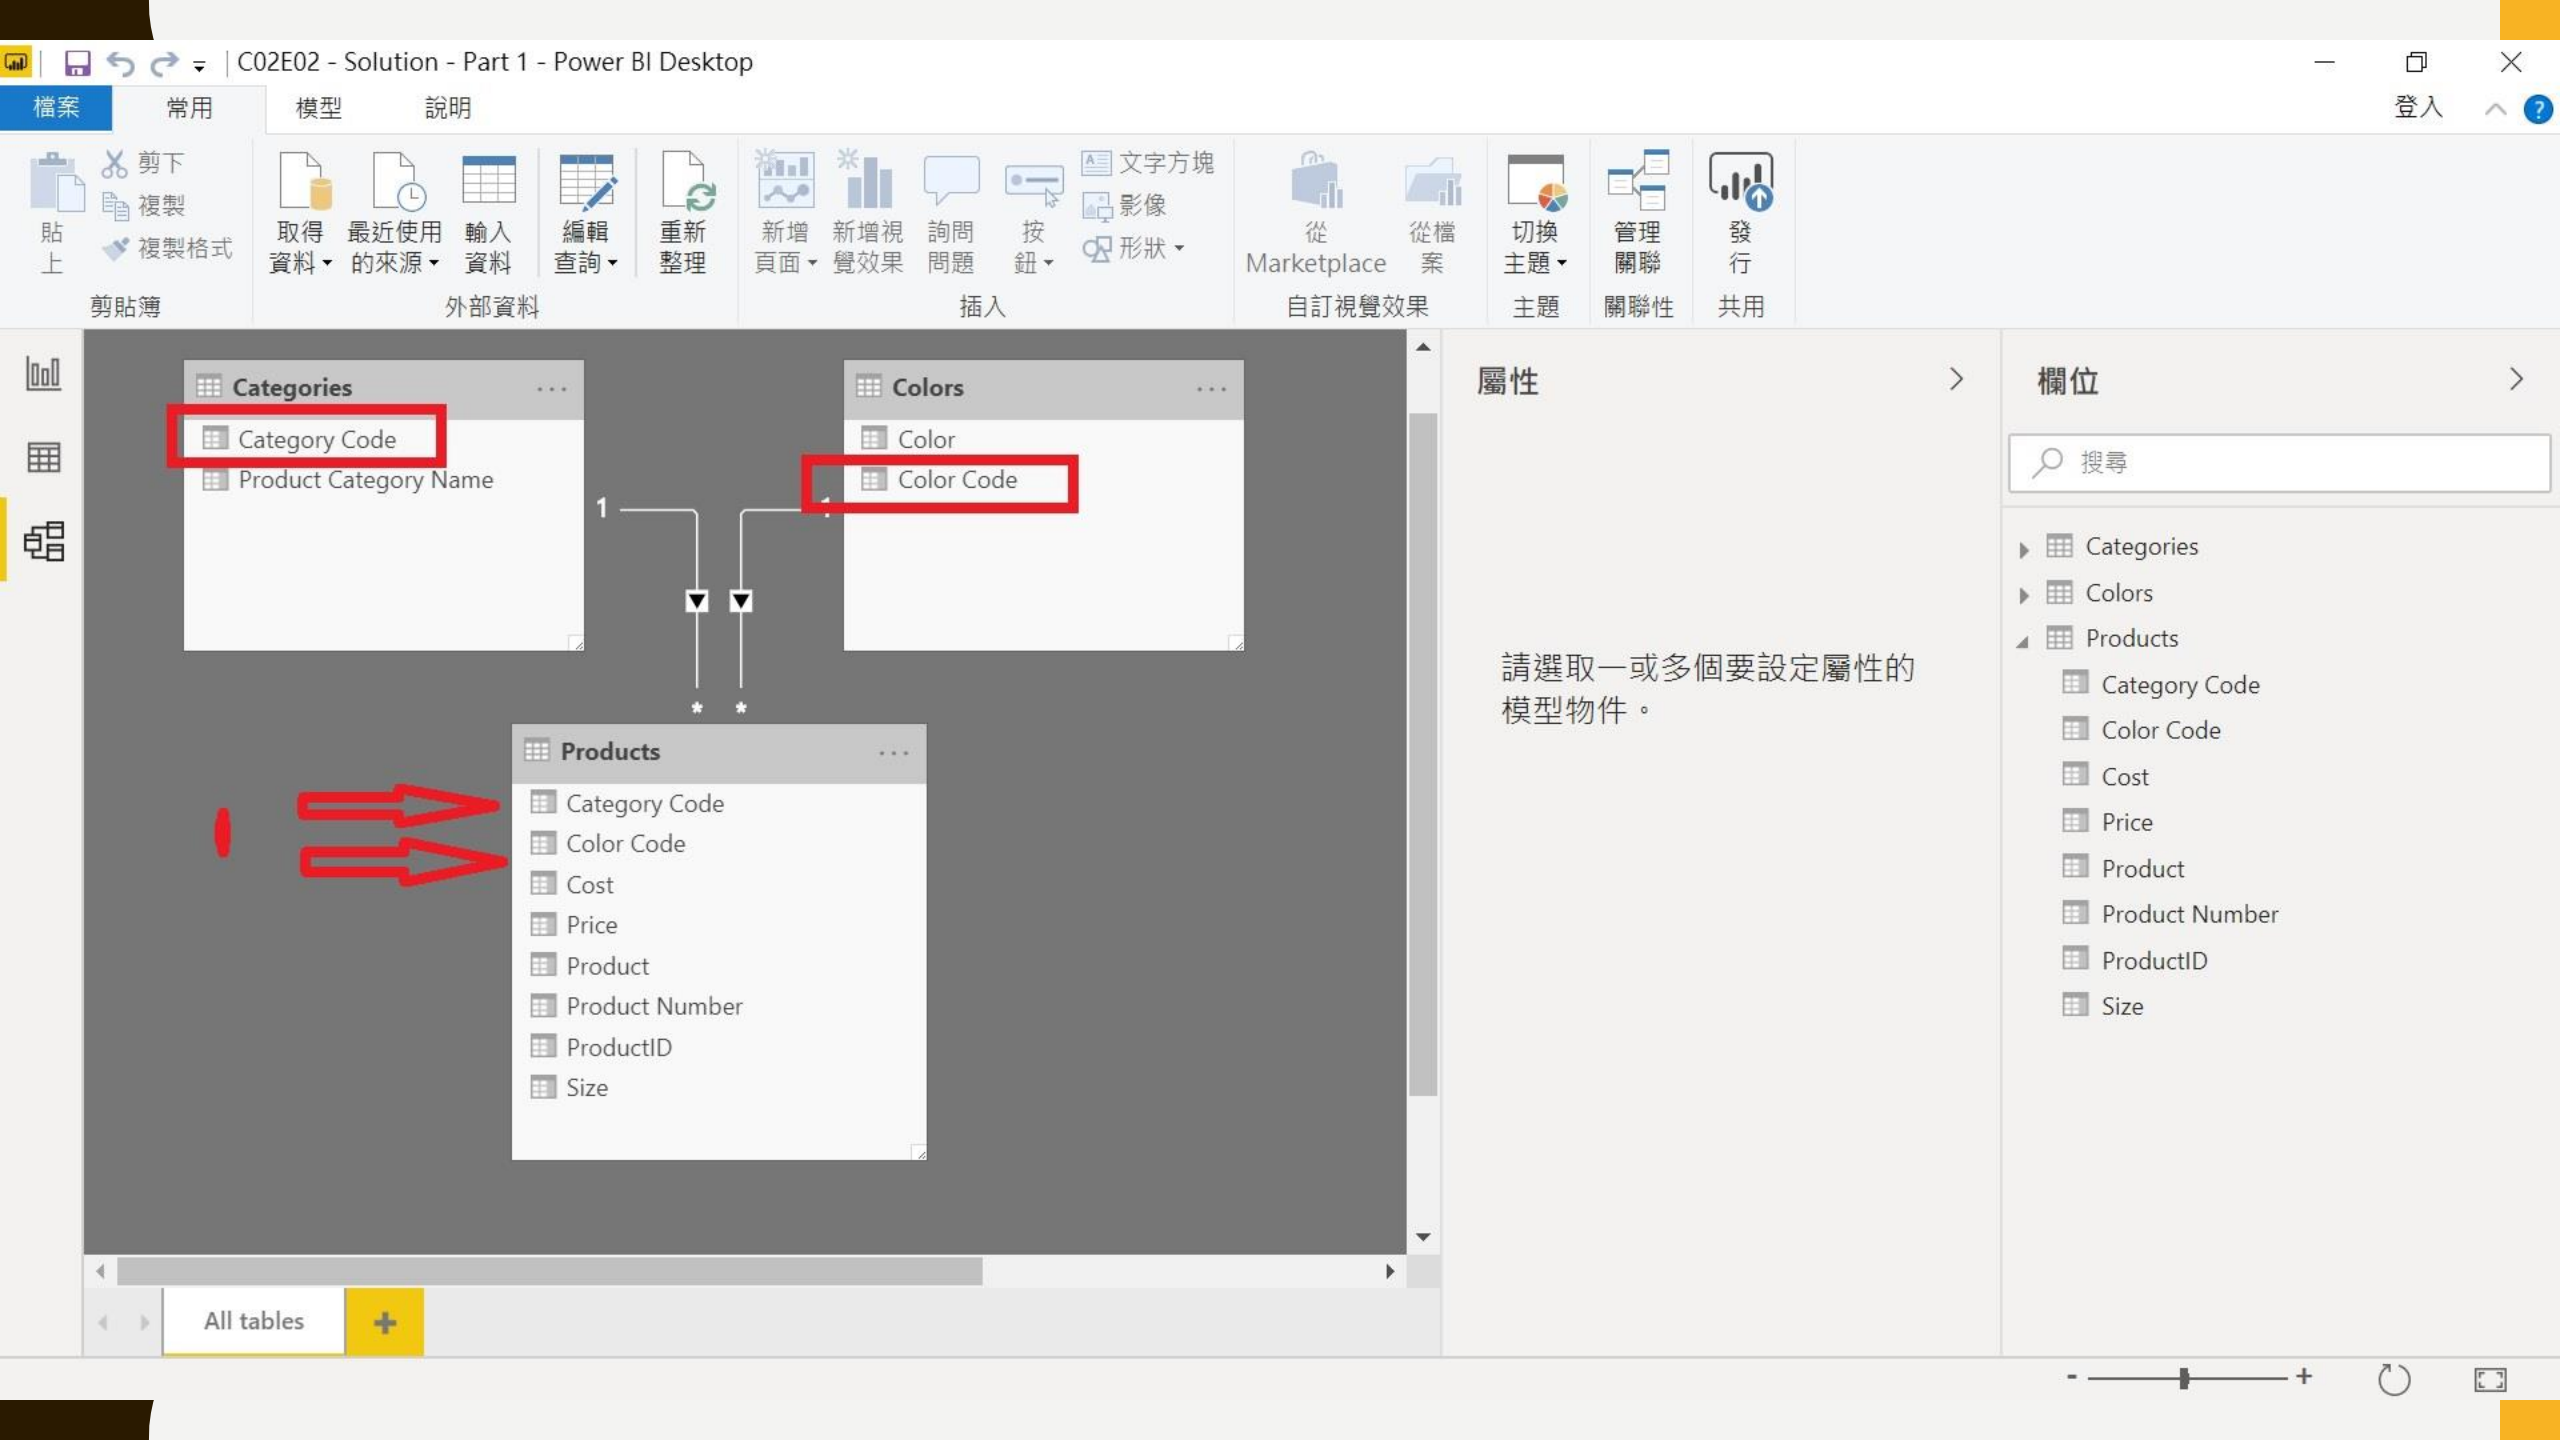 C02E02 - Solution - Part 1 - Power BI Desktop
檔案 常用 模型 說明 登入
貼上
剪下
複製
複製格式
剪貼簿
取得資料
最近使用的來源
輸入資料
編輯查詢
重新整理
外部資料
新增頁面
新增視覺效果
詢問問題
按鈕
文字方塊
影像
形狀
插入
從 Marketplace
從檔案
自訂視覺效果
切換主題
主題
管理關聯
關聯性
發行
共用
Categories
Category Code
Product Category Name
Colors
Color
Color Code
1
1
*
*
Products
Category Code
Color Code
Cost
Price
Product
Product Number
ProductID
Size
All tables
屬性
請選取一或多個要設定屬性的
模型物件。
欄位
搜尋
Categories
Colors
Products
Category Code
Color Code
Cost
Price
Product
Product Number
ProductID
Size